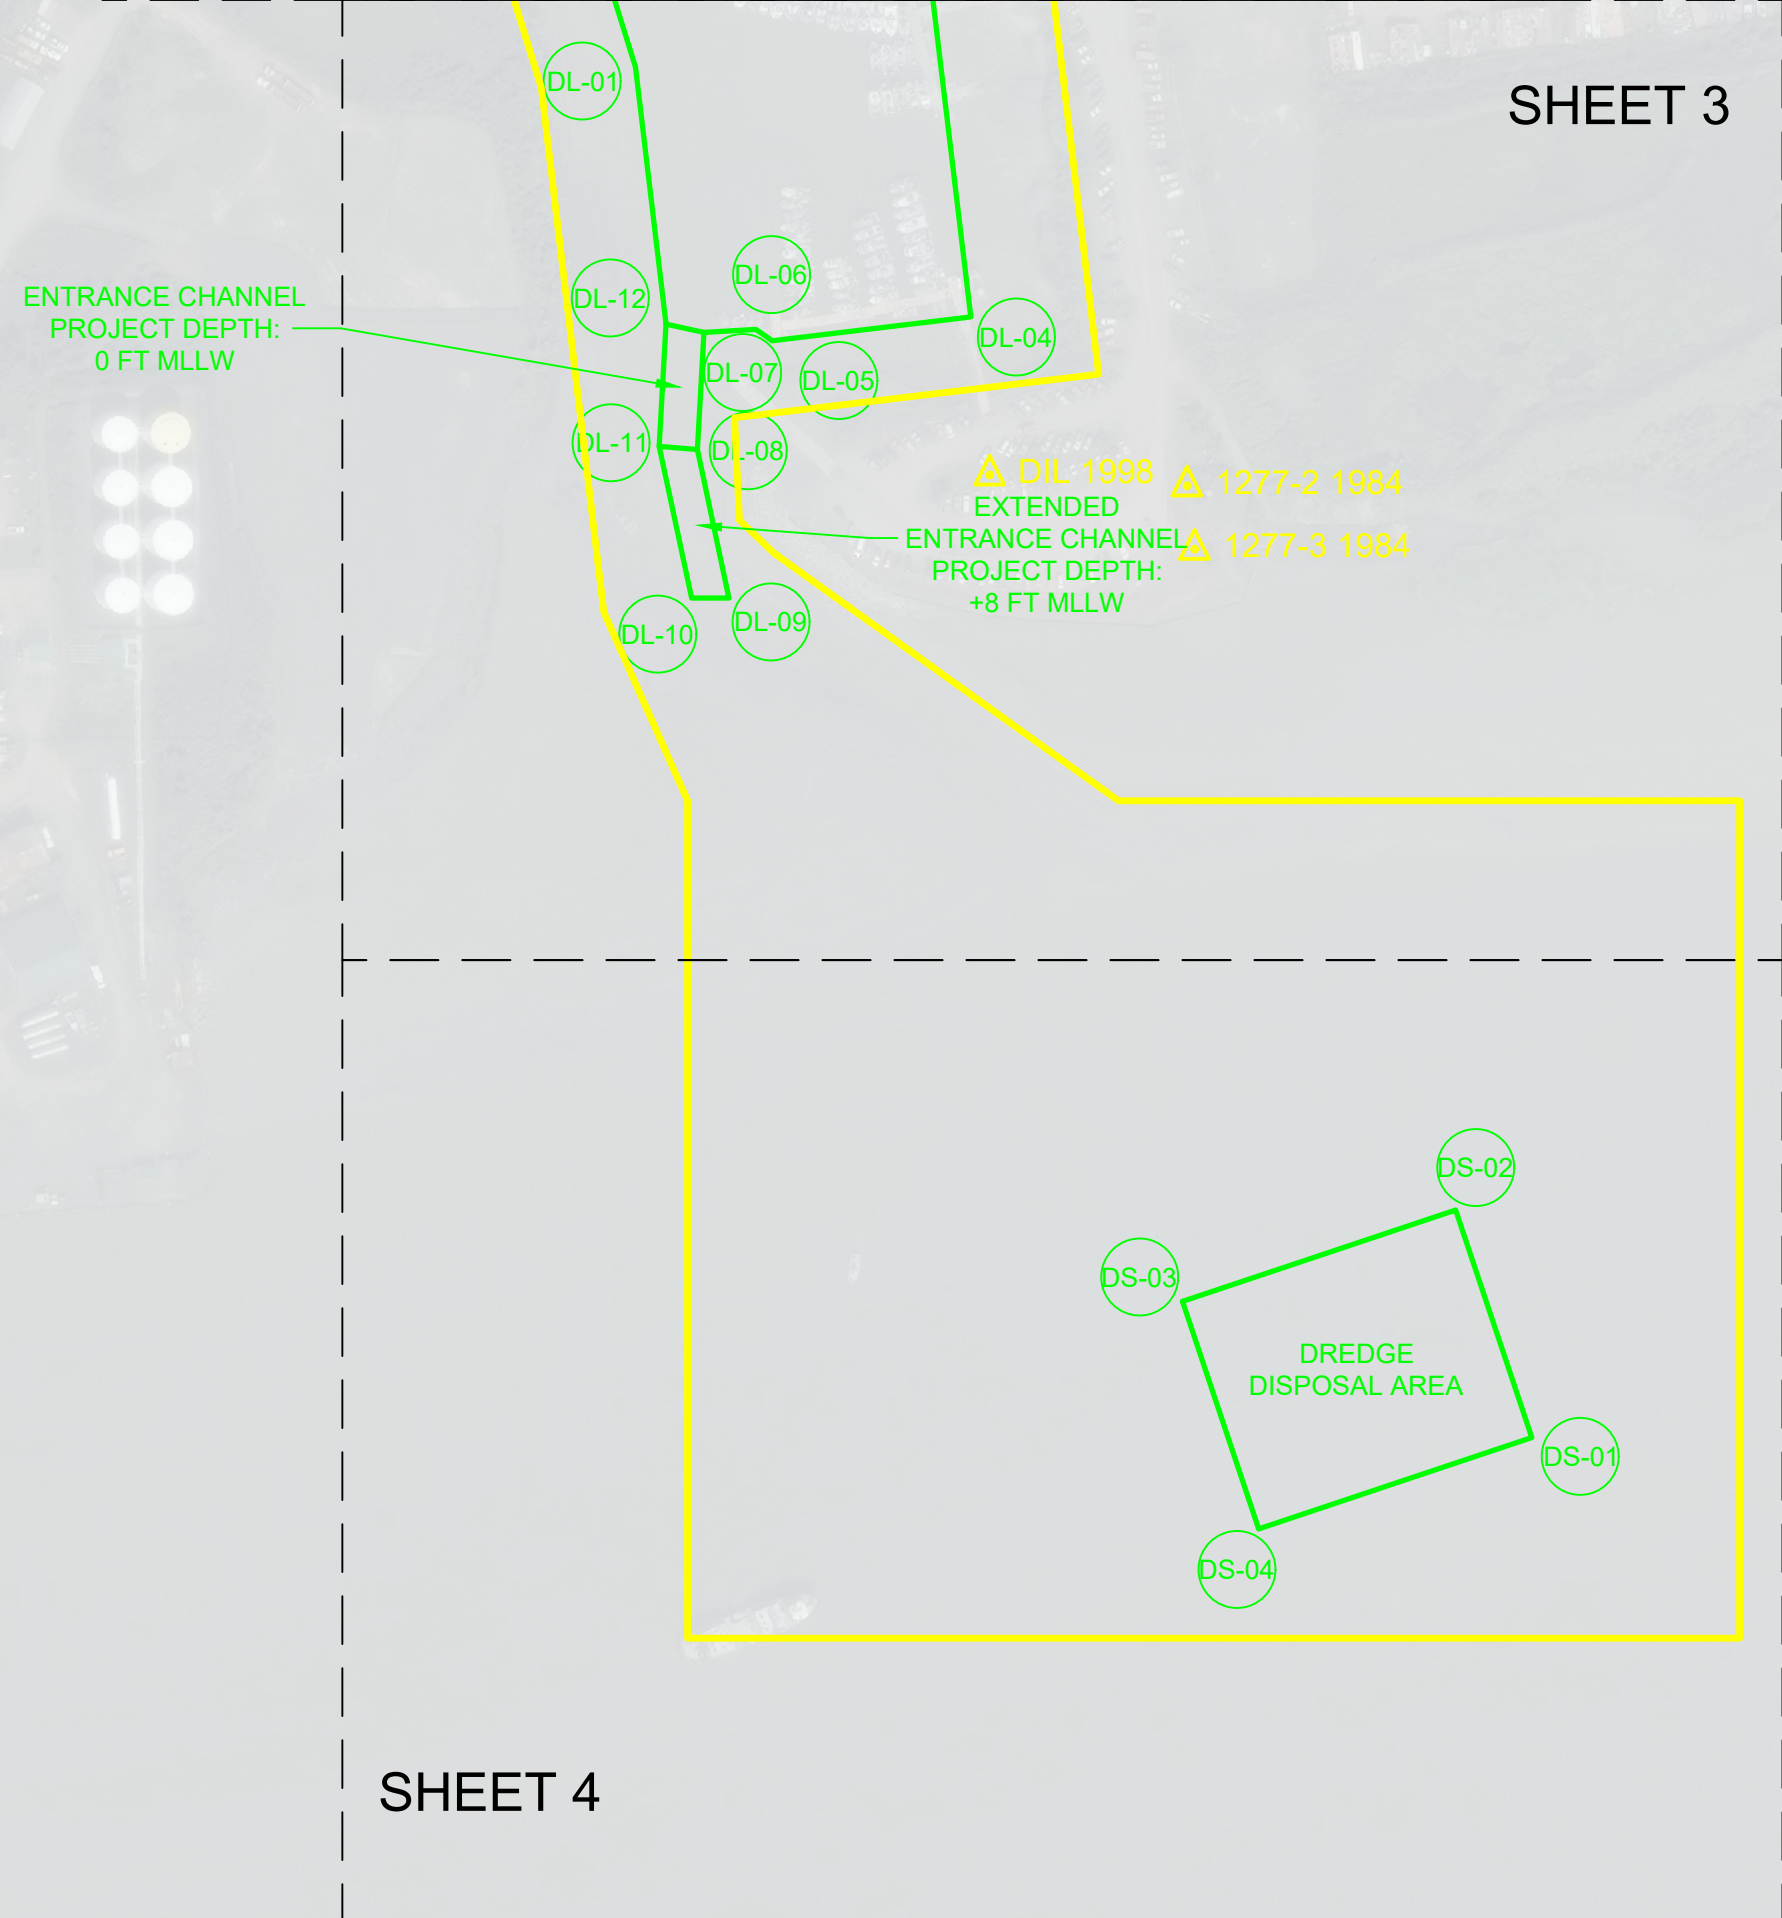 DL-01
SHEET 3
DL-06
DL-12
ENTRANCE CHANNEL
PROJECT DEPTH:
0 FT MLLW
DL-04
DL-07
DL-05
DL-11
DL-08
DIL 1998
1277-2 1984
EXTENDED
ENTRANCE CHANNEL
PROJECT DEPTH:
+8 FT MLLW
1277-3 1984
DL-10
DL-09
DS-02
DS-03
DREDGE
DISPOSAL AREA
DS-01
DS-04
SHEET 4